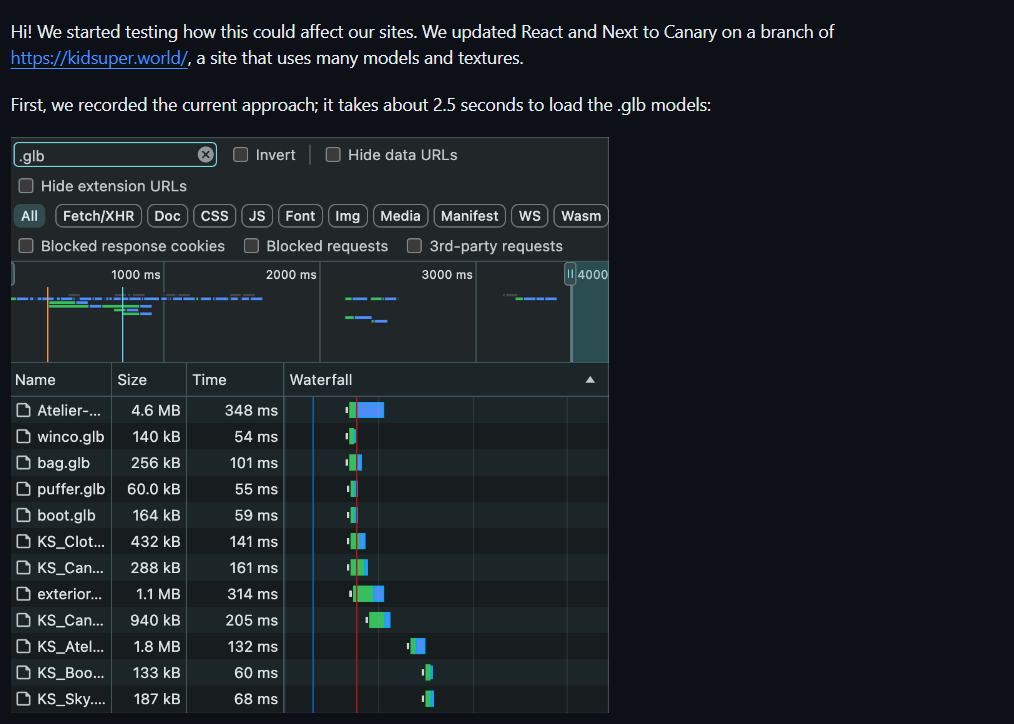 Hi! We started testing how this could affect our sites. We updated React and Next to Canary on a branch of
https://kidsuper.world/, a site that uses many models and textures.
First, we recorded the current approach; it takes about 2.5 seconds to load the .glb models:
.glb Invert Hide data URLs
Hide extension URLs
All Fetch/XHR Doc CSS JS Font Img Media Manifest WS Wasm
Blocked response cookies Blocked requests 3rd-party requests
1000 ms 2000 ms 3000 ms 4000
Name Size Time Waterfall
Atelier-... 4.6 MB 348 ms
winco.glb 140 kB 54 ms
bag.glb 256 kB 101 ms
puffer.glb 60.0 kB 55 ms
boot.glb 164 kB 59 ms
KS_Clot... 432 kB 141 ms
KS_Can... 288 kB 161 ms
exterior... 1.1 MB 314 ms
KS_Can... 940 kB 205 ms
KS_Atel... 1.8 MB 132 ms
KS_Boo... 133 kB 60 ms
KS_Sky.... 187 kB 68 ms